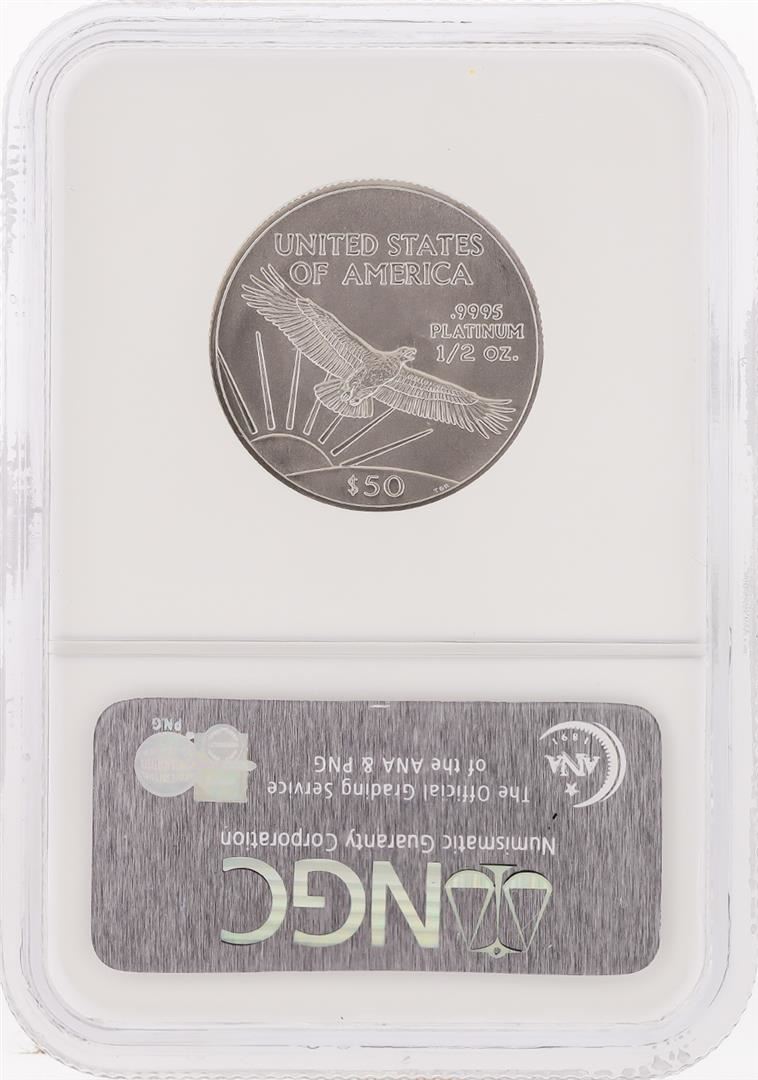 UNITED STATES
OF AMERICA
.9995
PLATINUM
1/2 OZ.
$50
TDR
PNG
1891
ANA
The Official Grading Service
of the ANA & PNG
Numismatic Guaranty Corporation
NGC